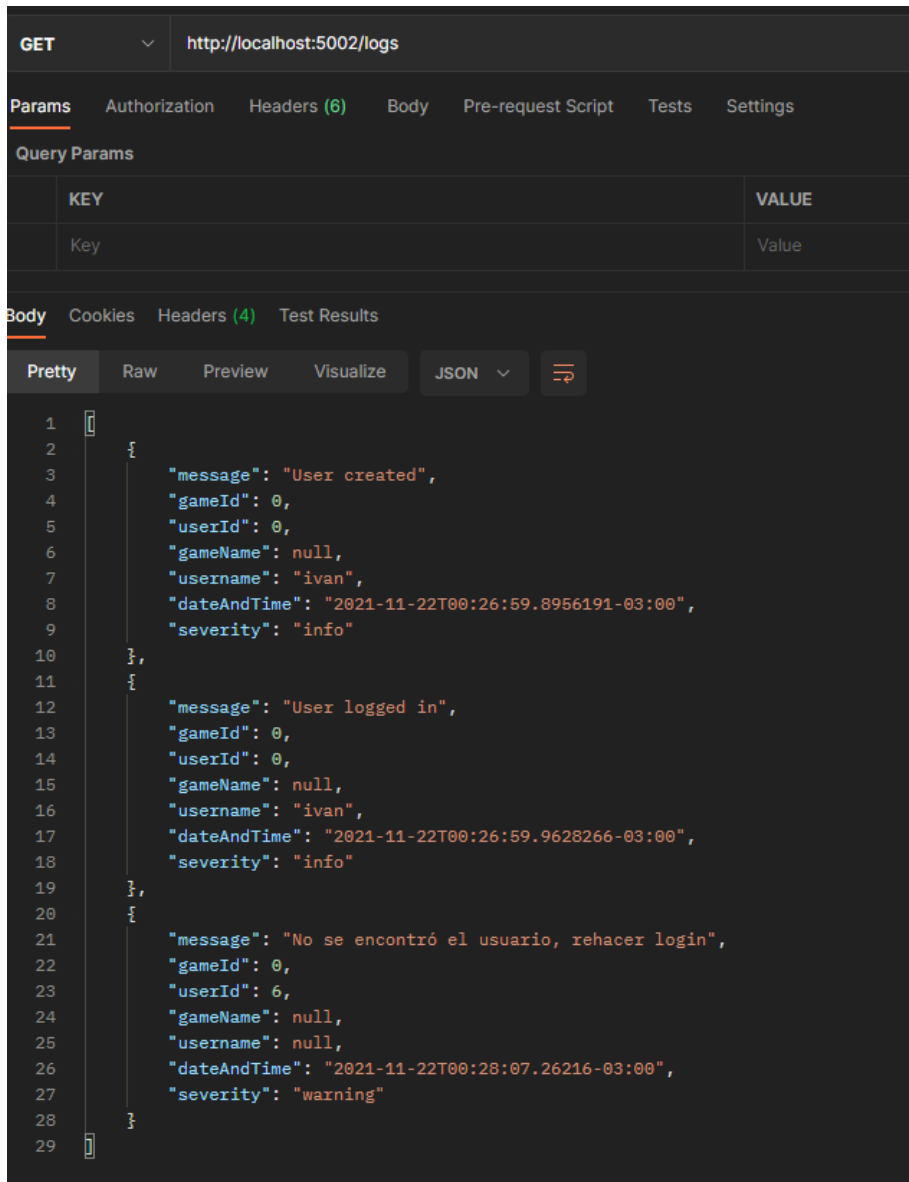 GET http://localhost:5002/logs
Params Authorization Headers (6) Body Pre-request Script Tests Settings
Query Params
KEY VALUE
Key Value
Body Cookies Headers (4) Test Results
Pretty Raw Preview Visualize JSON
1 [
2 {
3 "message": "User created",
4 "gameId": 0,
5 "userId": 0,
6 "gameName": null,
7 "username": "ivan",
8 "dateAndTime": "2021-11-22T00:26:59.8956191-03:00",
9 "severity": "info"
10 },
11 {
12 "message": "User logged in",
13 "gameId": 0,
14 "userId": 0,
15 "gameName": null,
16 "username": "ivan",
17 "dateAndTime": "2021-11-22T00:26:59.9628266-03:00",
18 "severity": "info"
19 },
20 {
21 "message": "No se encontró el usuario, rehacer login",
22 "gameId": 0,
23 "userId": 6,
24 "gameName": null,
25 "username": null,
26 "dateAndTime": "2021-11-22T00:28:07.26216-03:00",
27 "severity": "warning"
28 }
29 ]